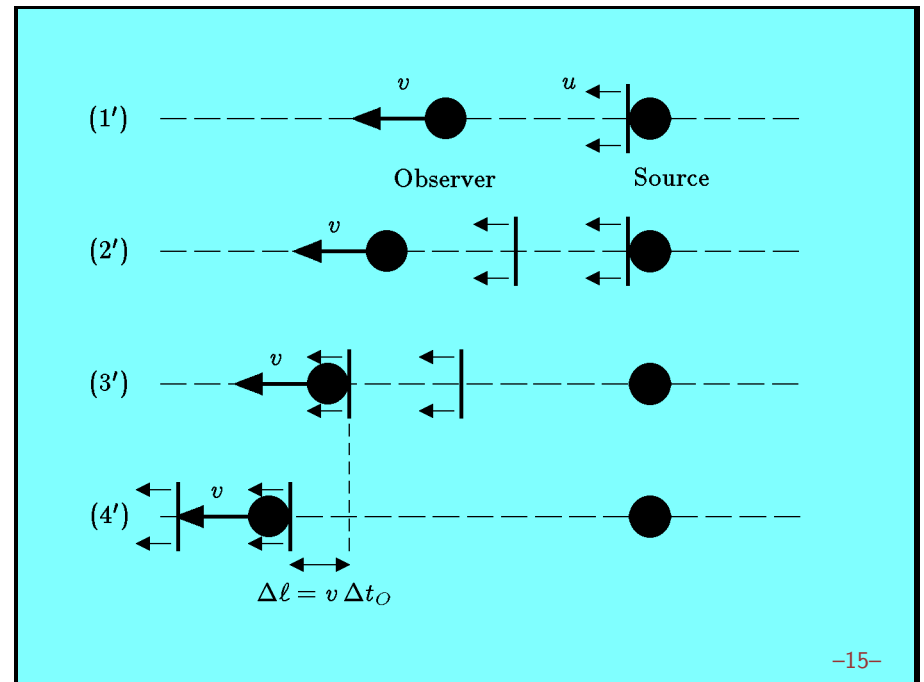 v u
(1′)
Observer Source
v
(2′)
v
(3′)
v
(4′)
Δℓ = v Δt_O
–15–